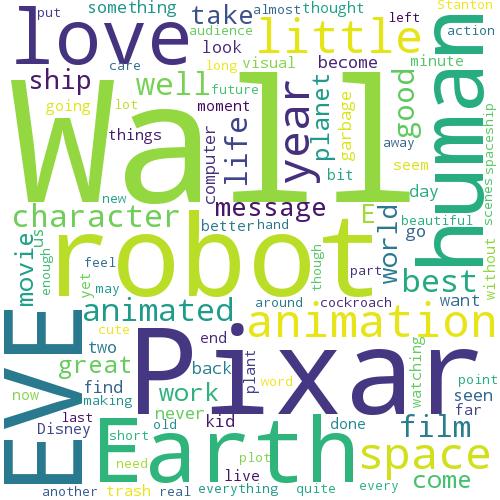 put
something
almost
thought
left
Stanton
love
audience
take
care
look
long
little
action
minute
ship
well
visual
become
human
going
lot
moment
future
Wall
year
planet
garbage
good
away
things
computer
life
bit
seem
spaceship
new
message
E
day
scenes
character
better
hand
world
go
beautiful
without
us
robot
though
movie
enough
yet
feel
part
best
may
around
cockroach
want
EVE
animated
animation
cute
two
end
great
find
back
plant
Pixar
word
watching
point
seen
far
now
making
work
never
last
Disney
kid
old
done
film
short
Earth
plot
space
need
live
come
another
trash
real
everything
quite
every